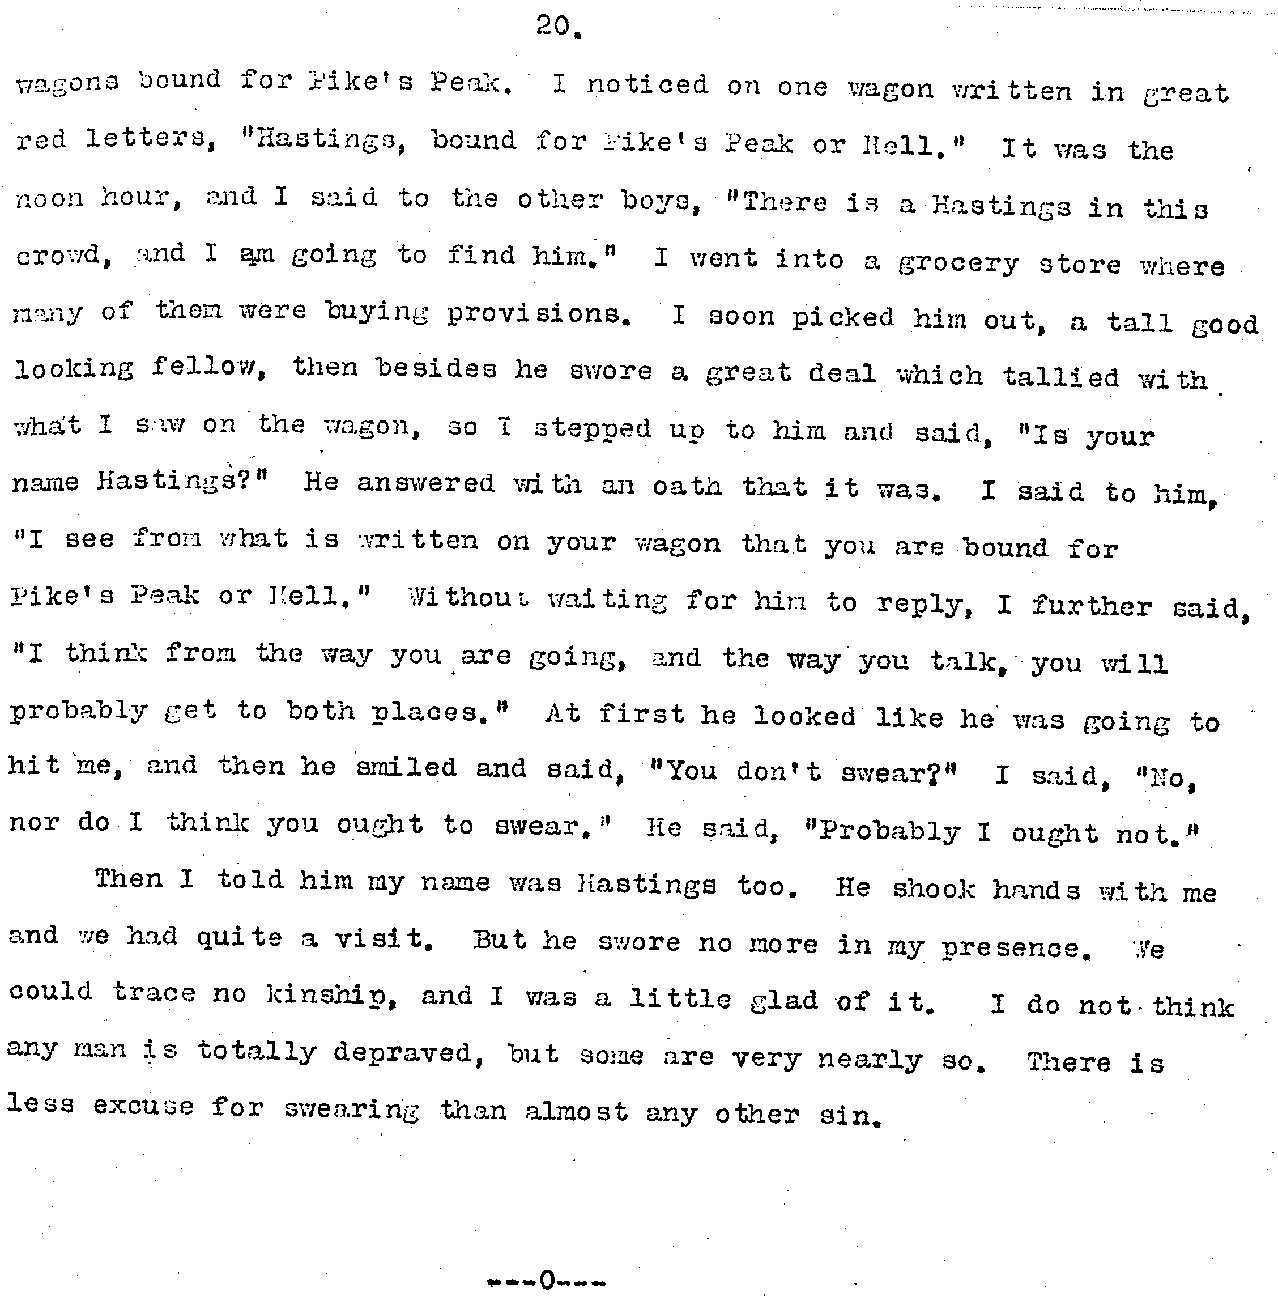 20.
wagons bound for Pike's Peak. I noticed on one wagon written in great
red letters, "Hastings, bound for Pike's Peak or Hell." It was the
noon hour, and I said to the other boys, "There is a Hastings in this
crowd, and I am going to find him." I went into a grocery store where
many of them were buying provisions. I soon picked him out, a tall good
looking fellow, then besides he swore a great deal which tallied with
what I saw on the wagon, so I stepped up to him and said, "Is your
name Hastings?" He answered with an oath that it was. I said to him,
"I see from what is written on your wagon that you are bound for
Pike's Peak or Hell." Without waiting for him to reply, I further said,
"I think from the way you are going, and the way you talk, you will
probably get to both places." At first he looked like he was going to
hit me, and then he smiled and said, "You don't swear?" I said, "No,
nor do I think you ought to swear." He said, "Probably I ought not."
Then I told him my name was Hastings too. He shook hands with me
and we had quite a visit. But he swore no more in my presence. We
could trace no kinship, and I was a little glad of it. I do not think
any man is totally depraved, but some are very nearly so. There is
less excuse for swearing than almost any other sin.
---0---